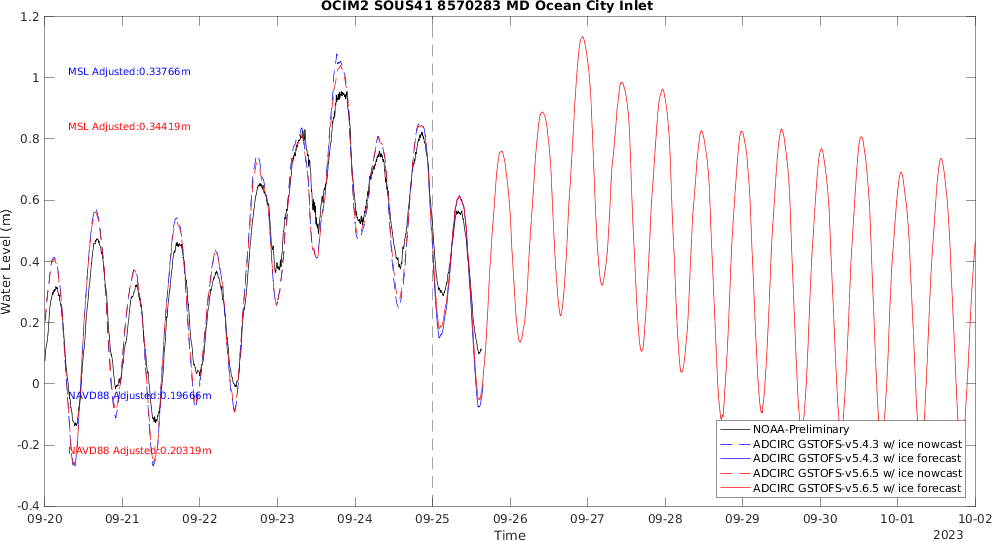 OCIM2 SOUS41 8570283 MD Ocean City Inlet
1.2
1
0.8
0.6
0.4
0.2
0
-0.2
-0.4
Water Level (m)
MSL Adjusted:0.33766m
MSL Adjusted:0.34419m
NAVD88 Adjusted:0.19666m
NAVD88 Adjusted:0.20319m
NOAA-Preliminary
ADCIRC GSTOFS-v5.4.3 w/ ice nowcast
ADCIRC GSTOFS-v5.4.3 w/ ice forecast
ADCIRC GSTOFS-v5.6.5 w/ ice nowcast
ADCIRC GSTOFS-v5.6.5 w/ ice forecast
09-20 09-21 09-22 09-23 09-24 09-25 09-26 09-27 09-28 09-29 09-30 10-01 10-02
Time
2023